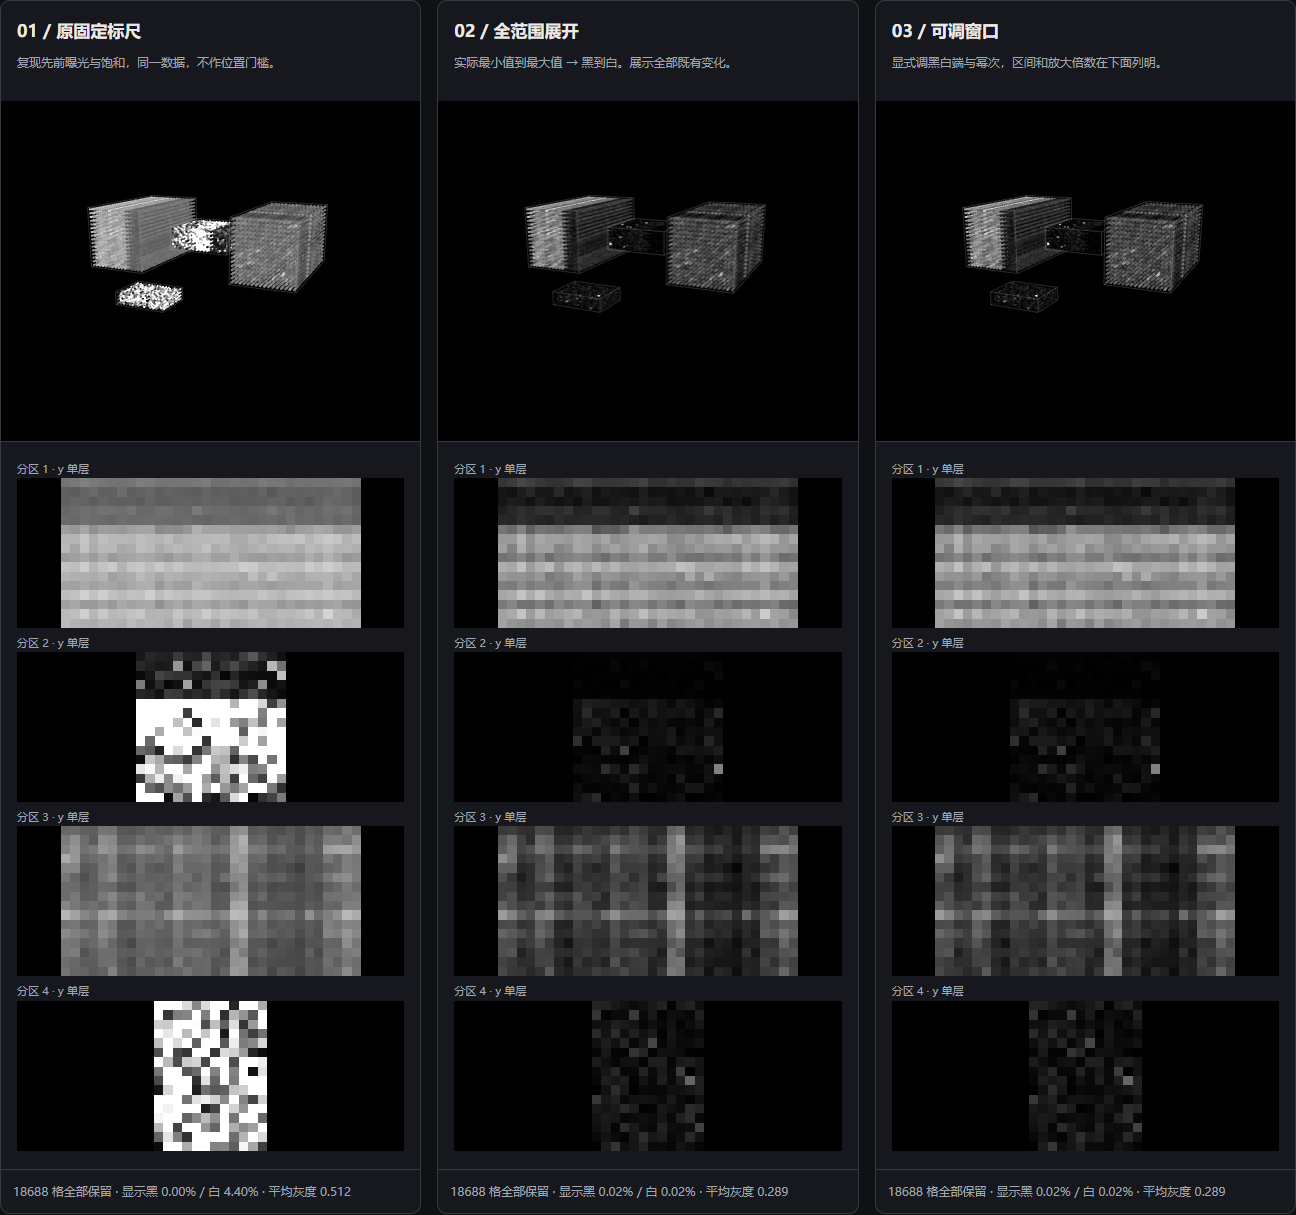 01 / 原固定标尺
复现先前曝光与饱和，同一数据，不作位置门槛。
分区 1 · y 单层
分区 2 · y 单层
分区 3 · y 单层
分区 4 · y 单层
18688 格全部保留 · 显示黑 0.00% / 白 4.40% · 平均灰度 0.512
02 / 全范围展开
实际最小值到最大值 → 黑到白。展示全部既有变化。
分区 1 · y 单层
分区 2 · y 单层
分区 3 · y 单层
分区 4 · y 单层
18688 格全部保留 · 显示黑 0.02% / 白 0.02% · 平均灰度 0.289
03 / 可调窗口
显式调黑白端与幂次，区间和放大倍数在下面列明。
分区 1 · y 单层
分区 2 · y 单层
分区 3 · y 单层
分区 4 · y 单层
18688 格全部保留 · 显示黑 0.02% / 白 0.02% · 平均灰度 0.289